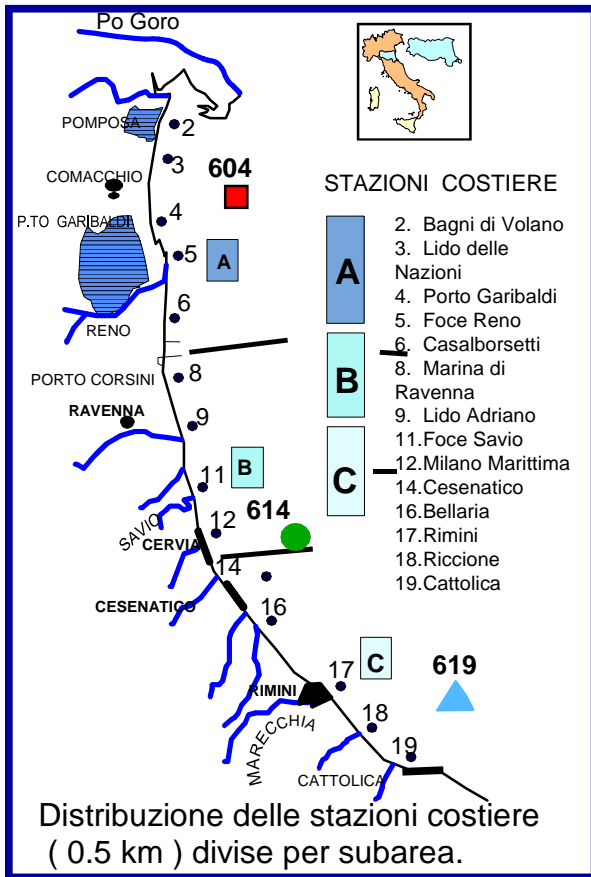 Po Goro
POMPOSA
2
3
COMACCHIO
604
P.TO GARIBALDI
4
5
A
6
RENO
PORTO CORSINI
8
RAVENNA
9
11
B
SAVIO
12
614
CERVIA
14
CESENATICO
16
17
C
619
RIMINI
MARECCHIA
18
19
CATTOLICA
STAZIONI COSTIERE
A
B
C
2. Bagni di Volano
3. Lido delle
Nazioni
4. Porto Garibaldi
5. Foce Reno
6. Casalborsetti
8. Marina di
Ravenna
9. Lido Adriano
11.Foce Savio
12.Milano Marittima
14.Cesenatico
16.Bellaria
17.Rimini
18.Riccione
19.Cattolica
Distribuzione delle stazioni costiere
( 0.5 km ) divise per subarea.